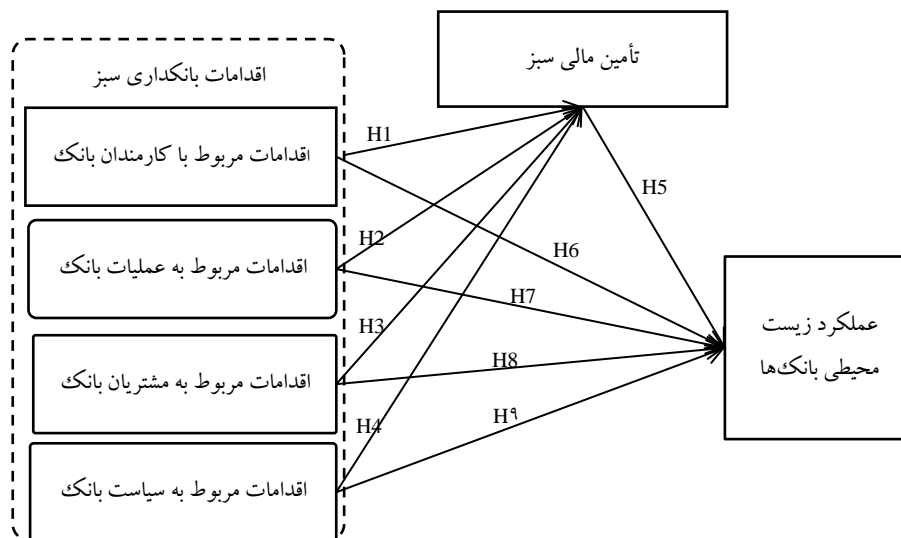 تأمین مالی سبز
اقدامات بانکداری سبز
اقدامات مربوط با کارمندان بانک
H1
اقدامات مربوط به عملیات بانک
H2
H5
H6
H7
عملکرد زیست
محیطی بانک‌ها
اقدامات مربوط به مشتریان بانک
H3
H8
اقدامات مربوط به سیاست بانک
H4
H۹